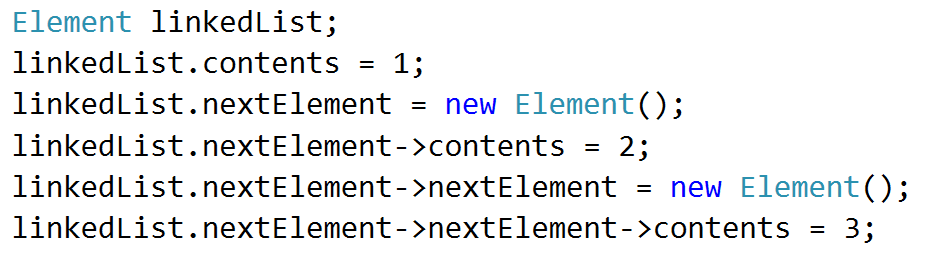 Element linkedList;
linkedList.contents = 1;
linkedList.nextElement = new Element();
linkedList.nextElement->contents = 2;
linkedList.nextElement->nextElement = new Element();
linkedList.nextElement->nextElement->contents = 3;